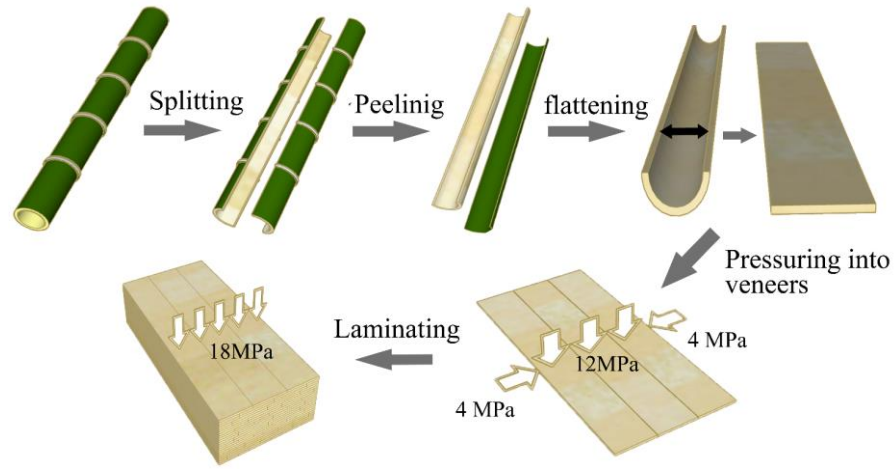 Splitting
Peelinig
flattening
Pressuring into
veneers
4 MPa
12MPa
4 MPa
Laminating
18MPa